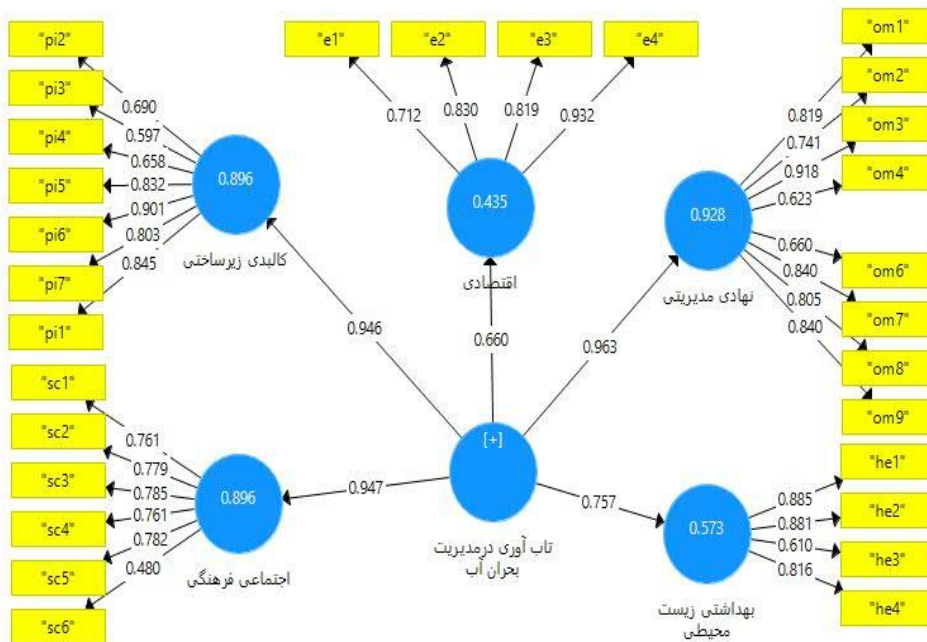 "pi2"
"pi3"
"pi4"
"pi5"
"pi6"
"pi7"
"pi1"
0.690
0.597
0.658
0.832
0.901
0.803
0.845
0.896
کالبدی زیرساختی
"e1"
"e2"
"e3"
"e4"
0.712
0.830
0.819
0.932
0.435
اقتصادی
"om1"
"om2"
"om3"
"om4"
"om6"
"om7"
"om8"
"om9"
0.819
0.741
0.918
0.623
0.660
0.840
0.805
0.840
0.928
نهادی مدیریتی
0.946
0.660
0.963
0.947
0.757
[+]
تاب آوری درمدیریت
بحران آب
"sc1"
"sc2"
"sc3"
"sc4"
"sc5"
"sc6"
0.761
0.779
0.785
0.761
0.782
0.480
0.896
اجتماعی فرهنگی
"he1"
"he2"
"he3"
"he4"
0.885
0.881
0.610
0.816
0.573
بهداشتی زیست
محیطی